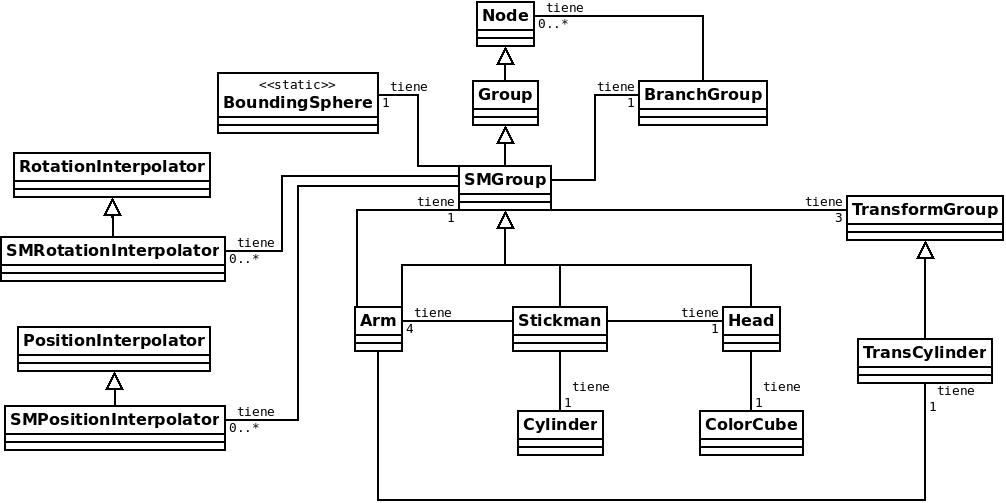 Node
tiene
0..*
<<static>>
BoundingSphere
tiene
1
Group
tiene
1
BranchGroup
RotationInterpolator
SMGroup
tiene
1
tiene
3
TransformGroup
SMRotationInterpolator
tiene
0..*
PositionInterpolator
Arm
tiene
4
Stickman
tiene
1
Head
TransCylinder
tiene
1
SMPositionInterpolator
tiene
0..*
tiene
1
Cylinder
tiene
1
ColorCube